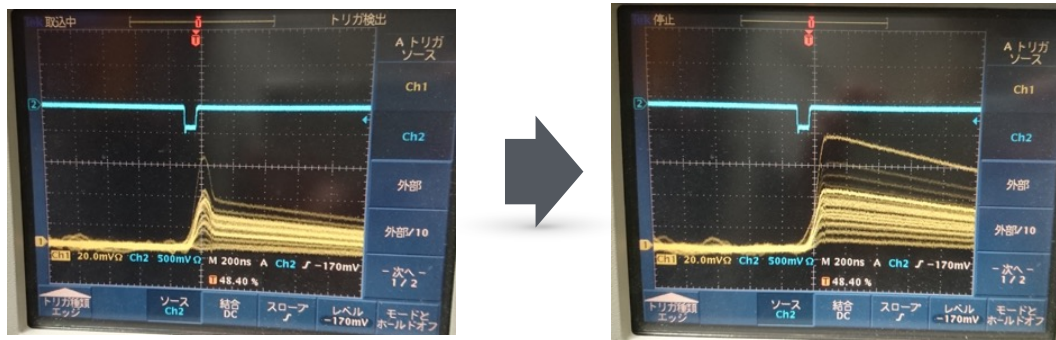 Tek 取込中
トリガ検出
A トリガ
ソース
Ch1
Ch2
外部
外部/10
- 次へ -
1 / 2
2
1
T
Ch1 20.0mVΩ Ch2 500mVΩ M 200ns A Ch2 ∫ -170mV
T 48.40 %
トリガ種類
エッジ
ソース
Ch2
結合
DC
スロープ
∫
レベル
-170mV
モードと
ホールドオフ
Tek 停止
A トリガ
ソース
Ch1
Ch2
外部
外部/10
- 次へ -
1 / 2
2
1
T
Ch1 20.0mVΩ Ch2 500mVΩ M 200ns A Ch2 ∫ -170mV
T 48.40 %
トリガ種類
エッジ
ソース
Ch2
結合
DC
スロープ
∫
レベル
-170mV
モードと
ホールドオフ